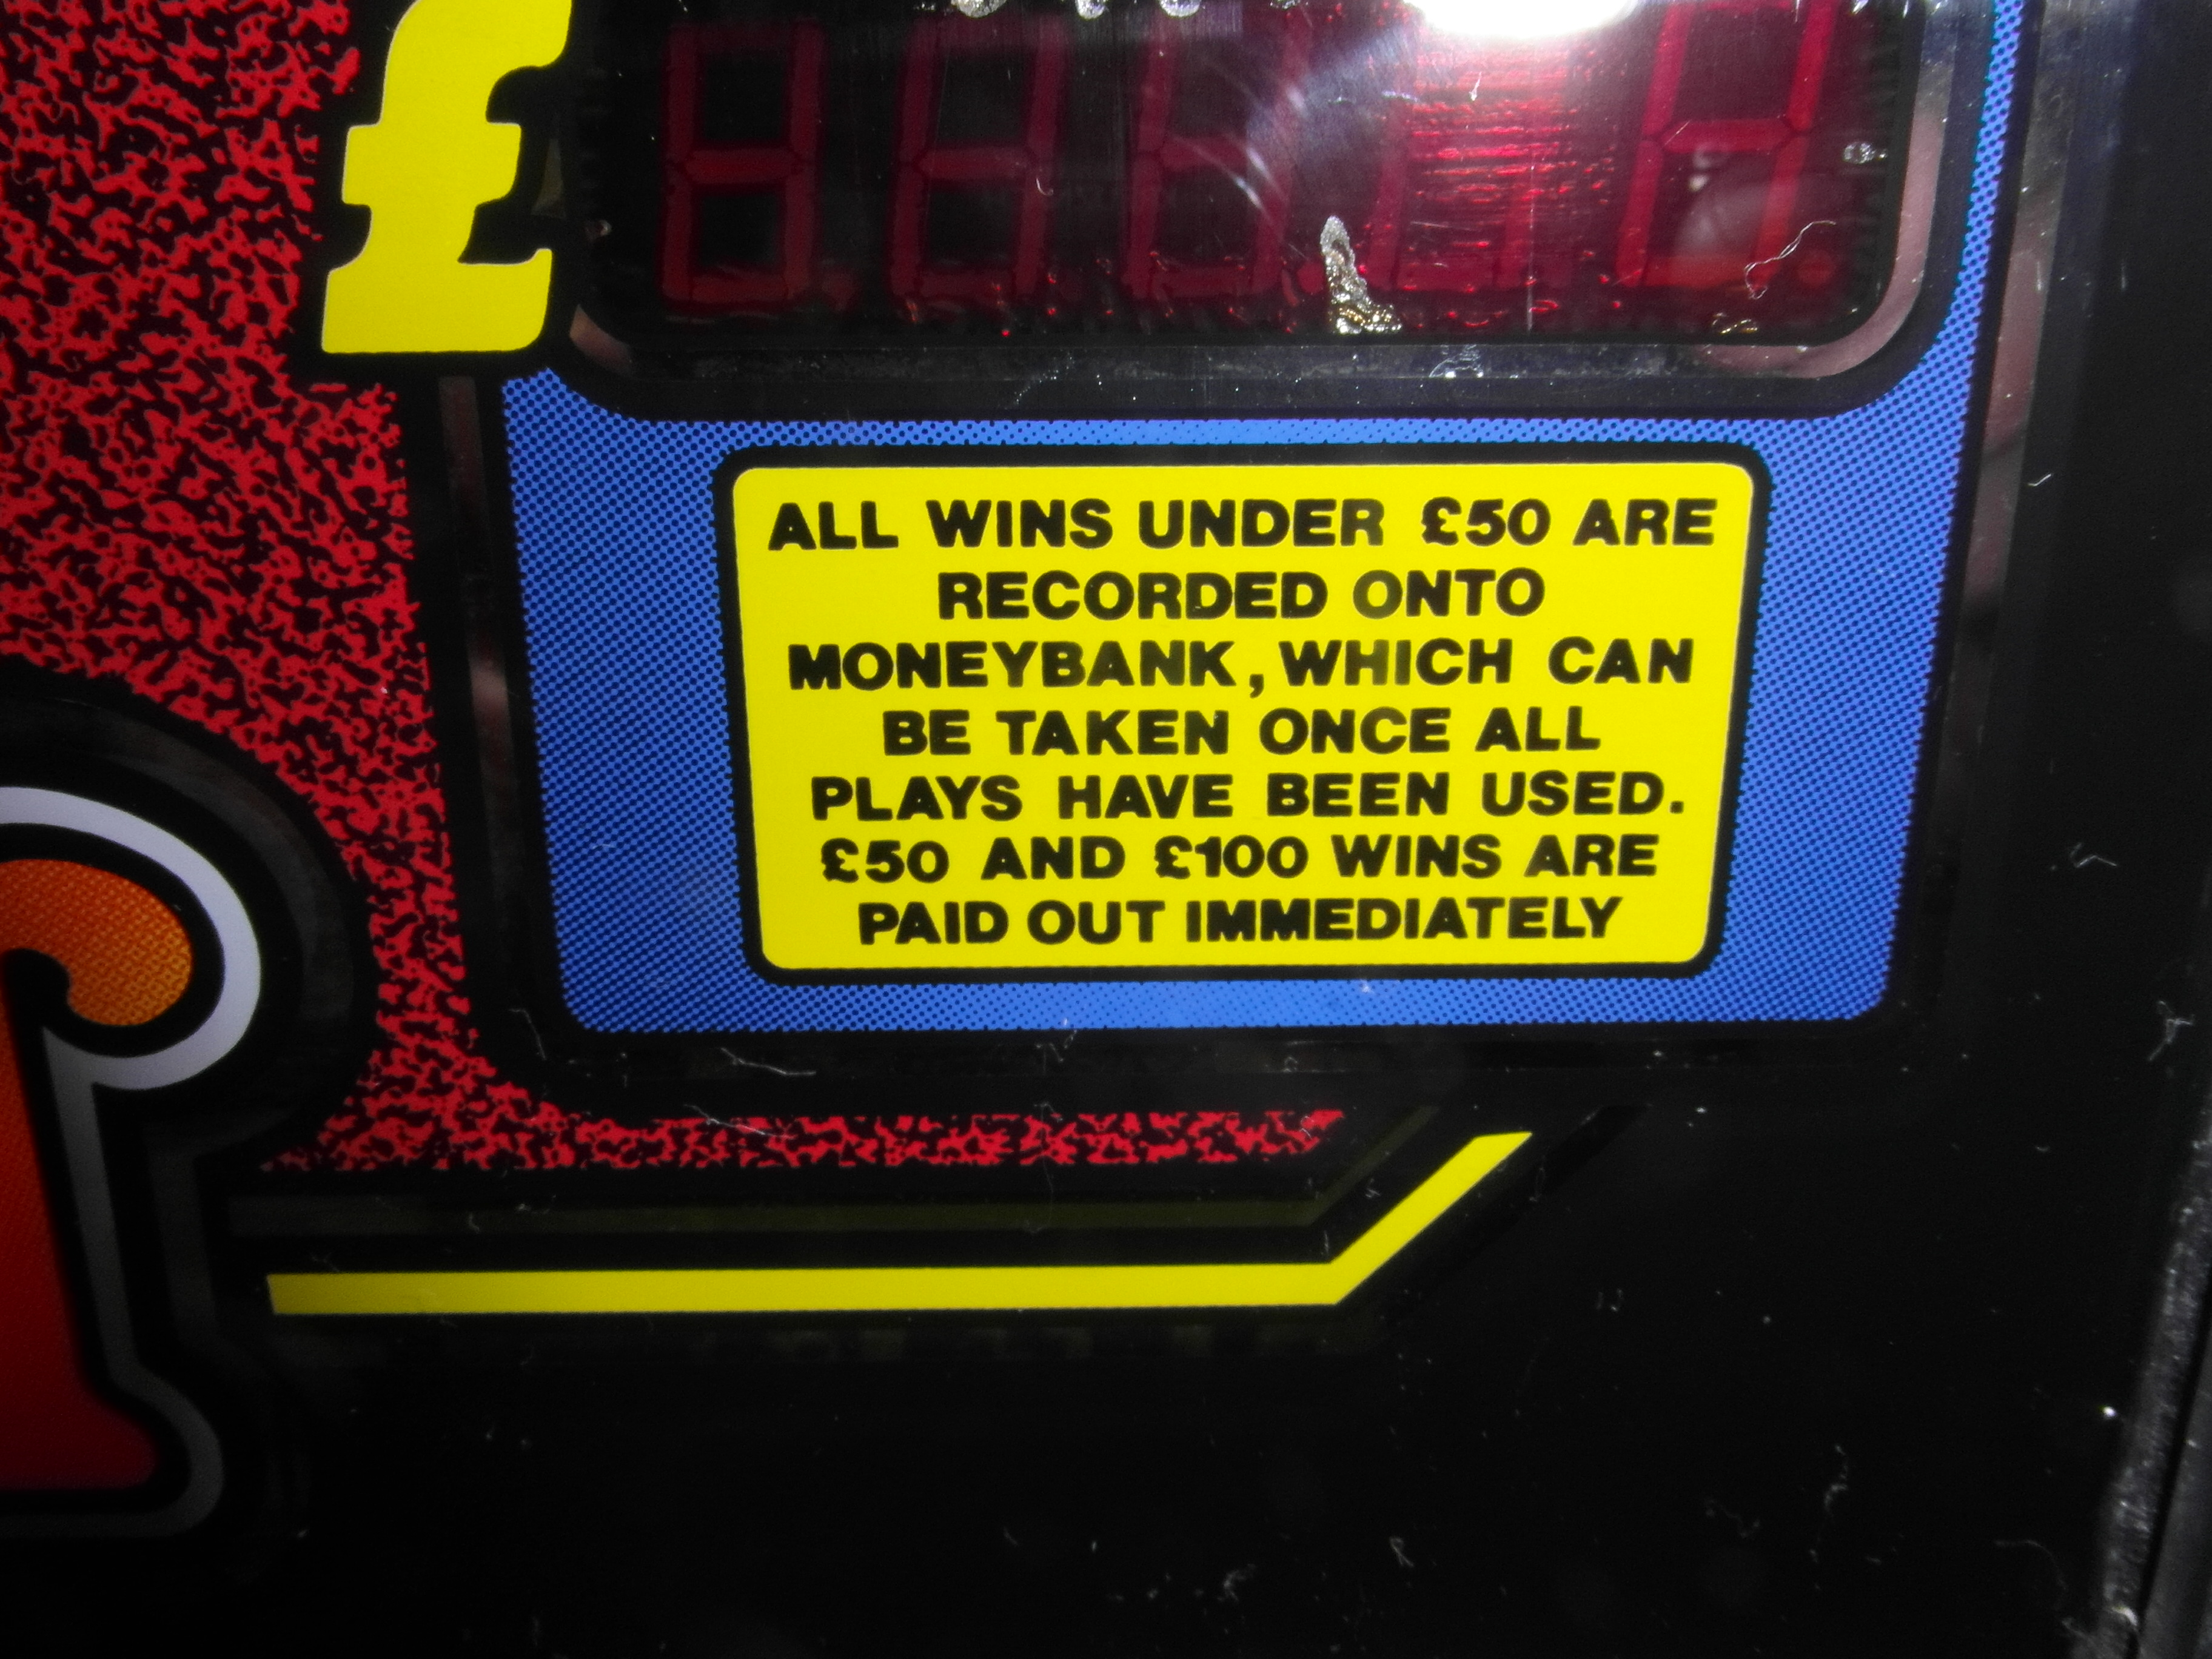 £
ALL WINS UNDER £50 ARE
RECORDED ONTO
MONEYBANK, WHICH CAN
BE TAKEN ONCE ALL
PLAYS HAVE BEEN USED.
£50 AND £100 WINS ARE
PAID OUT IMMEDIATELY